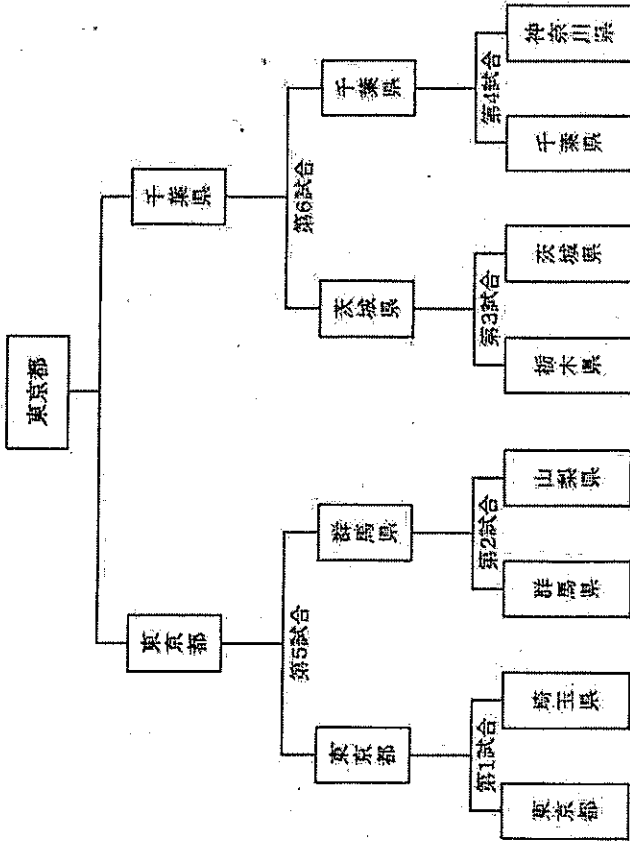 東京都
東京都
千葉県
第5試合
第6試合
東京都
群馬県
茨城県
千葉県
第1試合
第2試合
第3試合
第4試合
東京都
埼玉県
群馬県
山梨県
栃木県
茨城県
千葉県
神奈川県